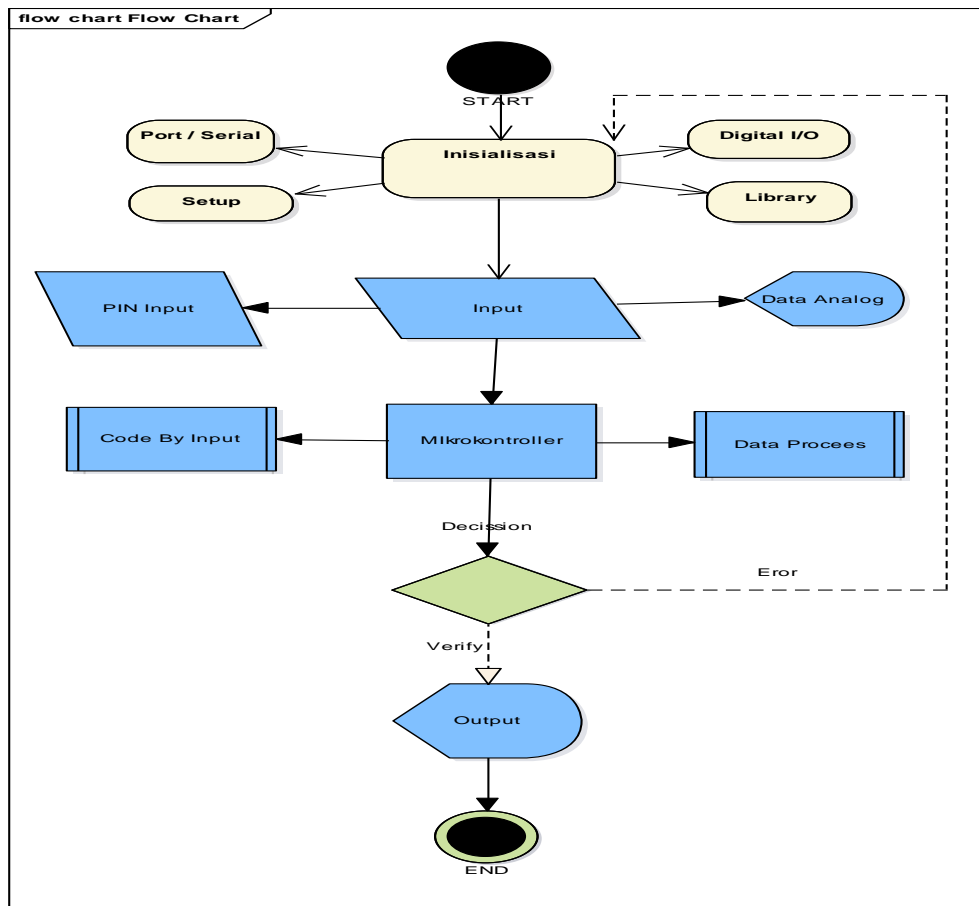 flow chart Flow Chart
START
Port / Serial
Inisialisasi
Digital I/O
Setup
Library
PIN Input
Input
Data Analog
Code By Input
MIkrokontroller
Data Procees
Decission
Eror
Verify
Output
END